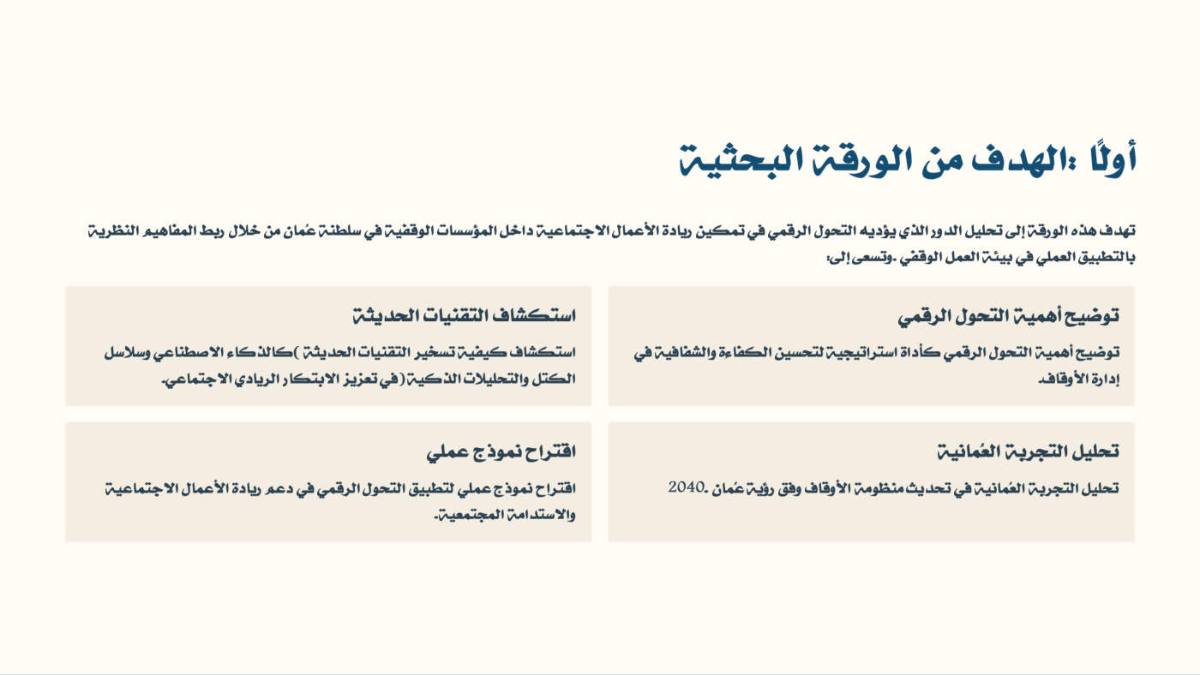 أولًا :الهدف من الورقة البحثية
تهدف هذه الورقة إلى تحليل الدور الذي يؤديه التحول الرقمي في تمكين ريادة الأعمال الاجتماعية داخل المؤسسات الوقفية في سلطنة عُمان من خلال ربط المفاهيم النظرية
بالتطبيق العملي في بيئة العمل الوقفي .وتسعى إلى:
توضيح أهمية التحول الرقمي
توضيح أهمية التحول الرقمي كأداة استراتيجية لتحسين الكفاءة والشفافية في
إدارة الأوقاف.
استكشاف التقنيات الحديثة
استكشاف كيفية تسخير التقنيات الحديثة )كالذكاء الاصطناعي وسلاسل
الكتل والتحليلات الذكية( في تعزيز الابتكار الريادي الاجتماعي.
تحليل التجربة العُمانية
تحليل التجربة العُمانية في تحديث منظومة الأوقاف وفق رؤية عُمان .2040
اقتراح نموذج عملي
اقتراح نموذج عملي لتطبيق التحول الرقمي في دعم ريادة الأعمال الاجتماعية
والاستدامة المجتمعية.